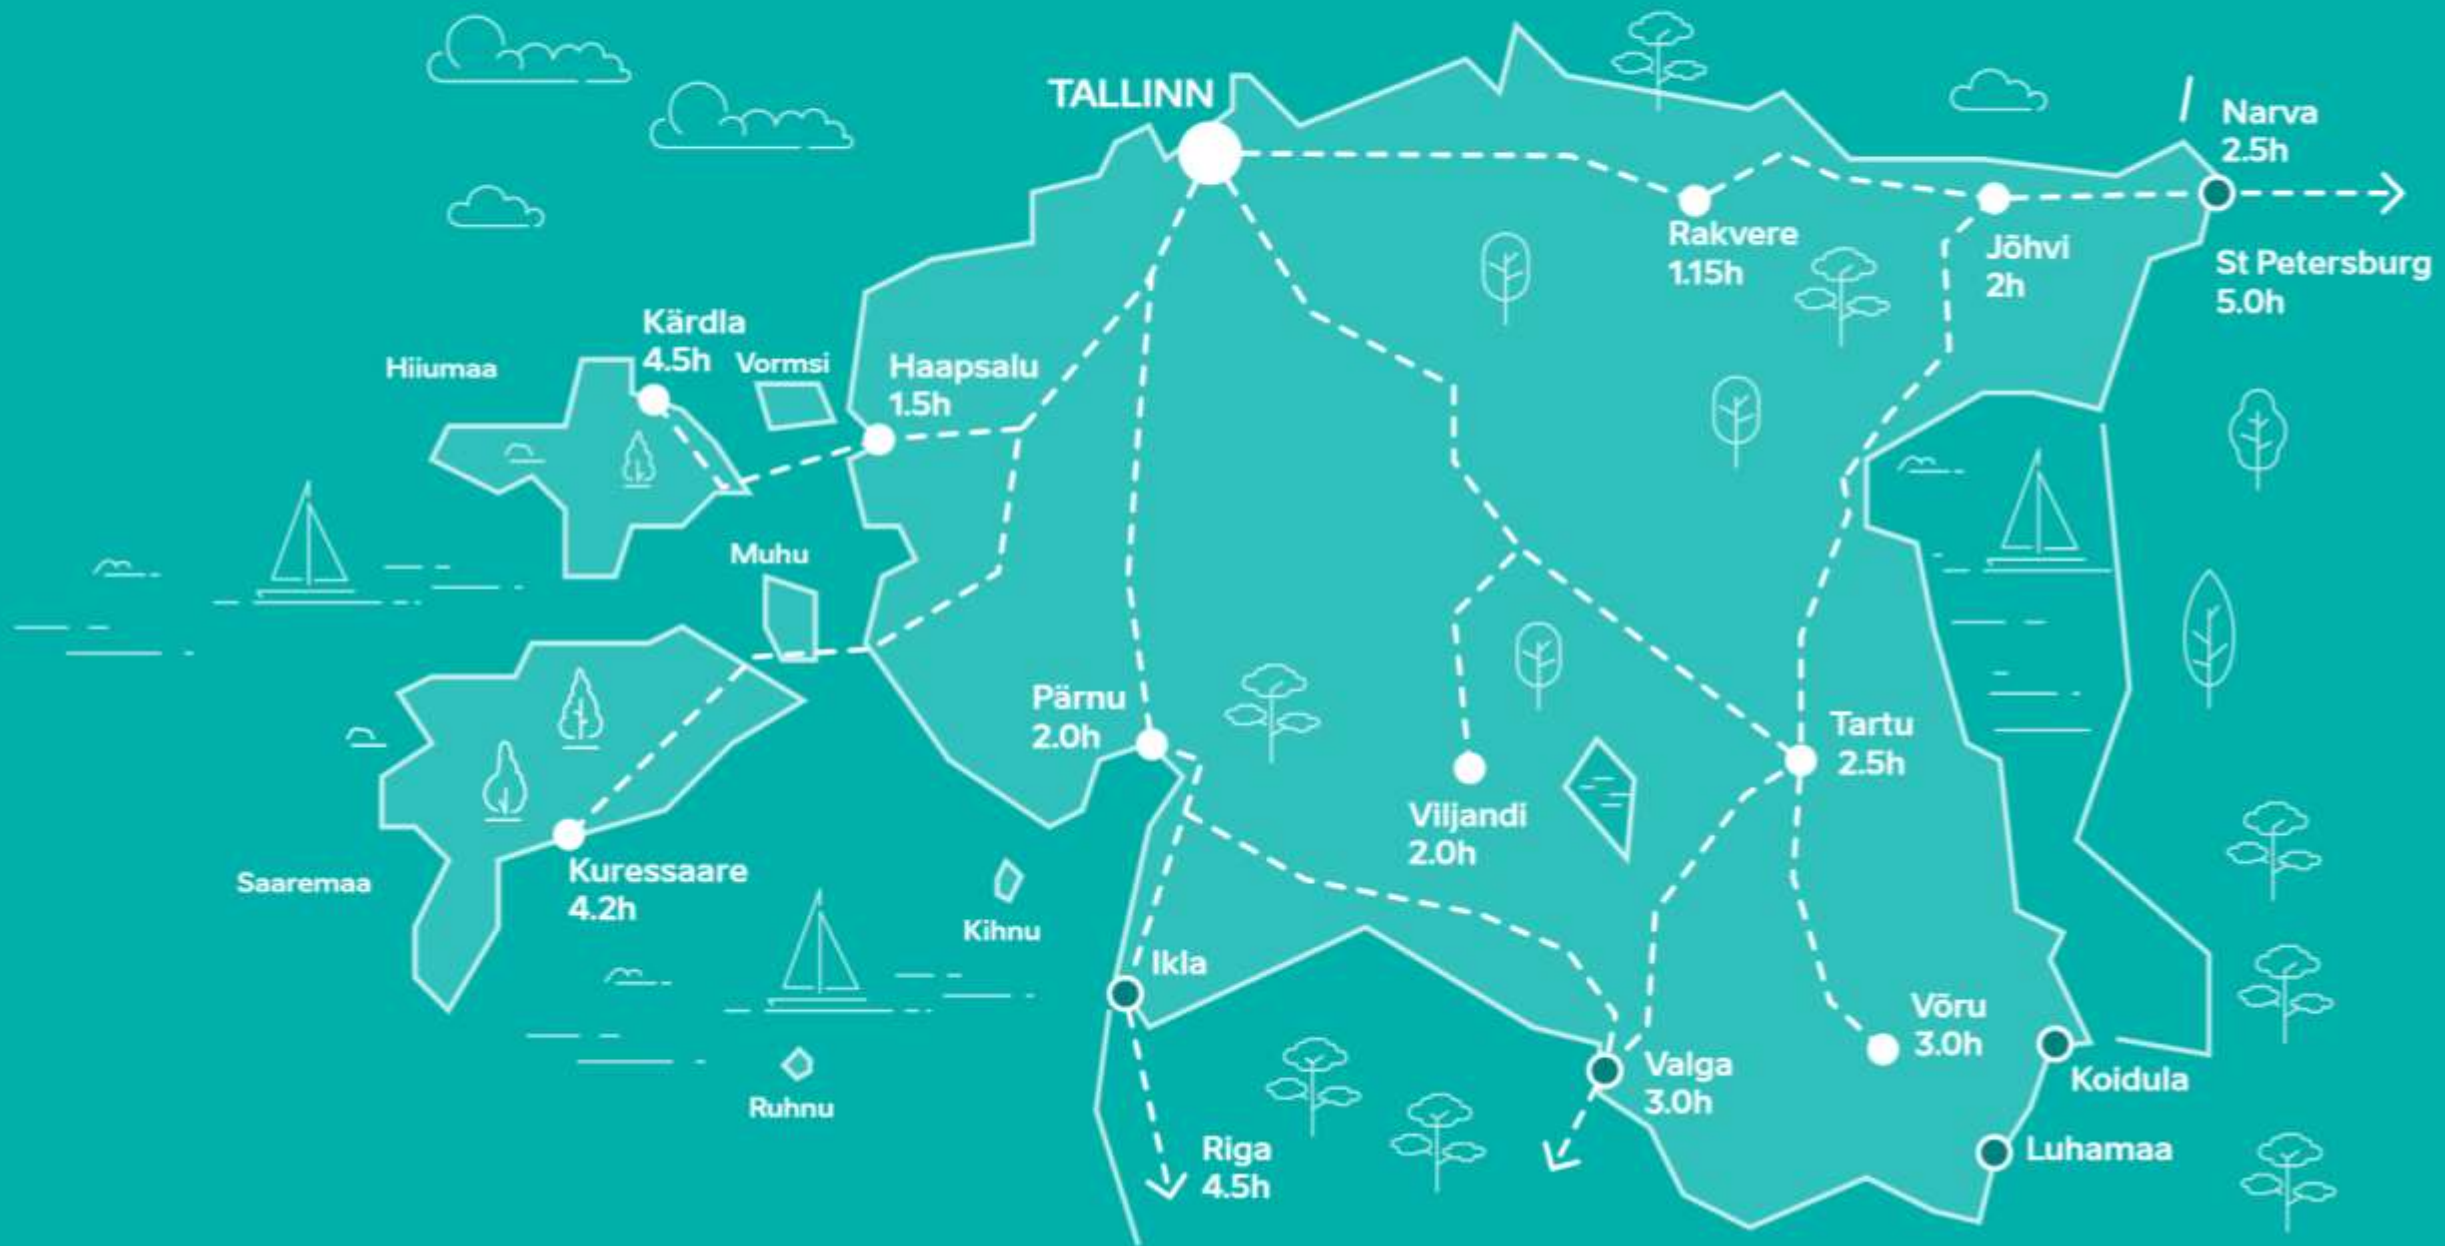 TALLINN
Narva
2.5h
Rakvere
1.15h
Jõhvi
2h
St Petersburg
5.0h
Kärdla
4.5h
Hiiumaa
Vormsi
Haapsalu
1.5h
Muhu
Pärnu
2.0h
Tartu
2.5h
Viljandi
2.0h
Kuressaare
4.2h
Saaremaa
Kihnu
Ikla
Võru
3.0h
Valga
3.0h
Koidula
Ruhnu
Riga
4.5h
Luhamaa